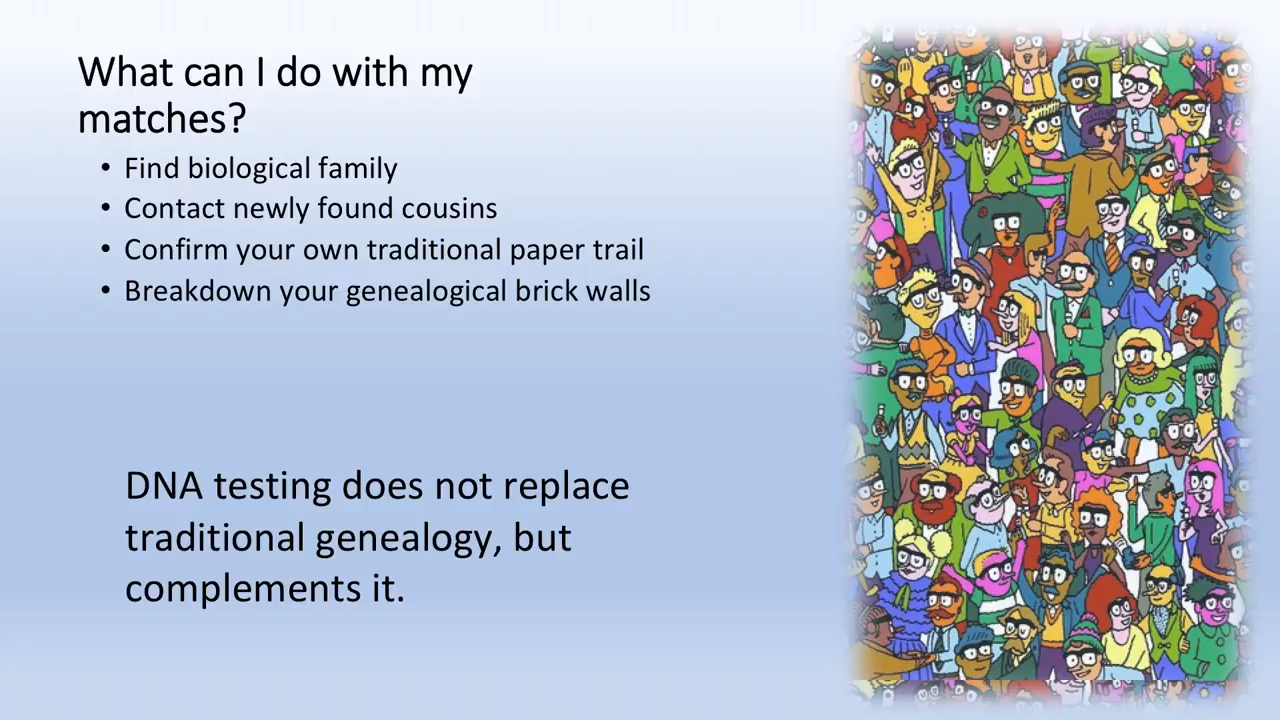 What can I do with my
matches?
• Find biological family
• Contact newly found cousins
• Confirm your own traditional paper trail
• Breakdown your genealogical brick walls
DNA testing does not replace
traditional genealogy, but
complements it.